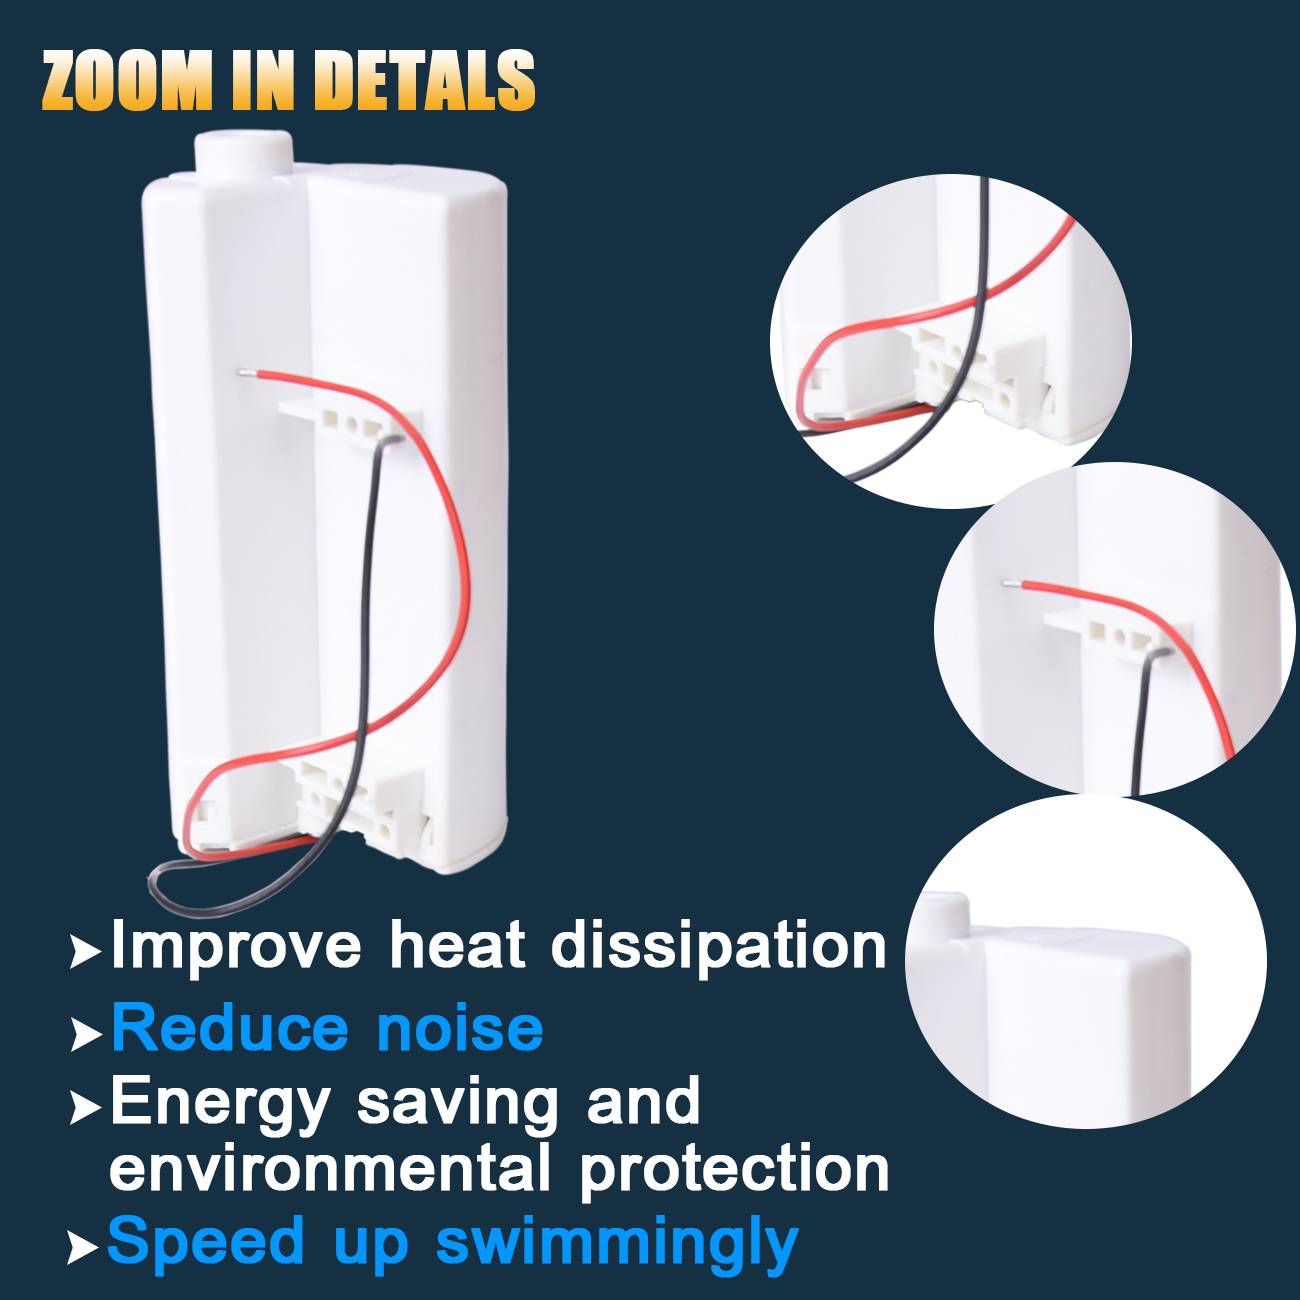 ZOOM IN DETALS
➤Improve heat dissipation
➤Reduce noise
➤Energy saving and
environmental protection
➤Speed up swimmingly